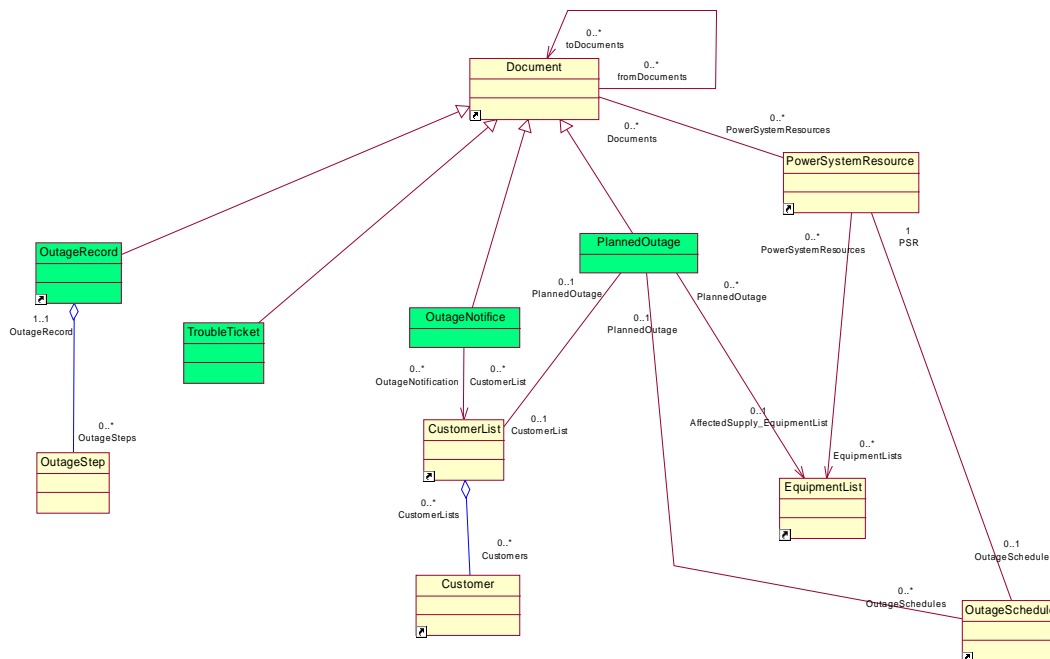 0..*
toDocuments
Document
0..*
fromDocuments
0..*
Documents
0..*
PowerSystemResources
PowerSystemResource
OutageRecord
PlannedOutage
0..*
PowerSystemResources
1
PSR
1..1
OutageRecord
TroubleTicket
OutageNotice
0..1
PlannedOutage
0..*
PlannedOutage
0..1
PlannedOutage
0..*
OutageNotification
0..*
CustomerList
0..*
OutageSteps
OutageStep
CustomerList
0..1
CustomerList
0..1
AffectedSupply_EquipmentList
0..*
EquipmentLists
EquipmentList
0..*
CustomerLists
0..*
Customers
Customer
0..1
OutageSchedule
0..*
OutageSchedules
OutageSchedule